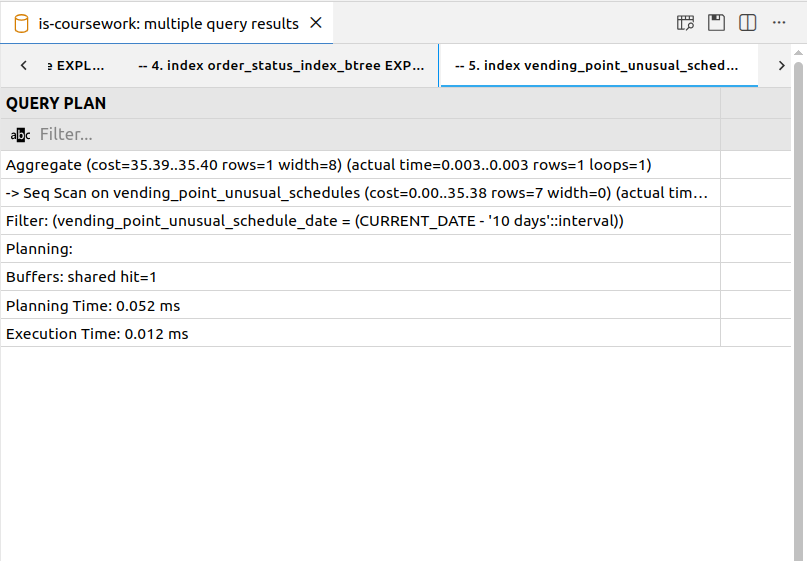 is-coursework: multiple query results
e EXPL... -- 4. index order_status_index_btree EXP... -- 5. index vending_point_unusual_sched...
QUERY PLAN
abc Filter...
Aggregate (cost=35.39..35.40 rows=1 width=8) (actual time=0.003..0.003 rows=1 loops=1)
-> Seq Scan on vending_point_unusual_schedules (cost=0.00..35.38 rows=7 width=0) (actual tim...
Filter: (vending_point_unusual_schedule_date = (CURRENT_DATE - '10 days'::interval))
Planning:
Buffers: shared hit=1
Planning Time: 0.052 ms
Execution Time: 0.012 ms